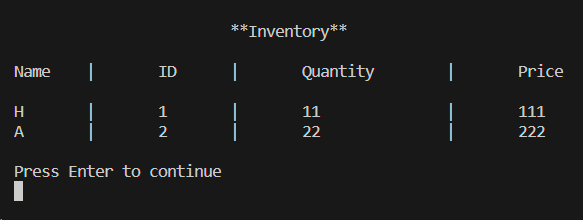 **Inventory**
Name | ID | Quantity | Price
H | 1 | 11 | 111
A | 2 | 22 | 222
Press Enter to continue